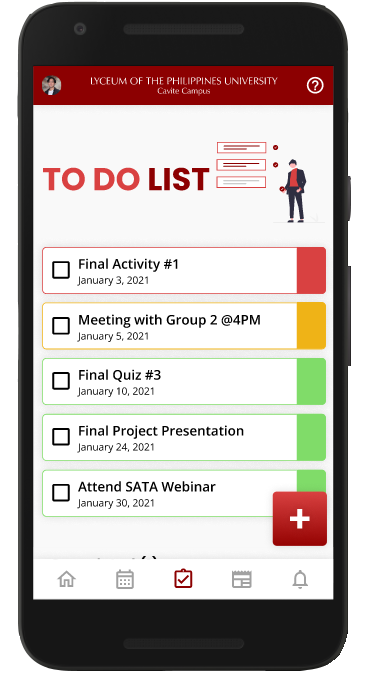 LYCEUM OF THE PHILIPPINES UNIVERSITY
Cavite Campus
TO DO LIST
Final Activity #1
January 3, 2021
Meeting with Group 2 @4PM
January 5, 2021
Final Quiz #3
January 10, 2021
Final Project Presentation
January 24, 2021
Attend SATA Webinar
January 30, 2021